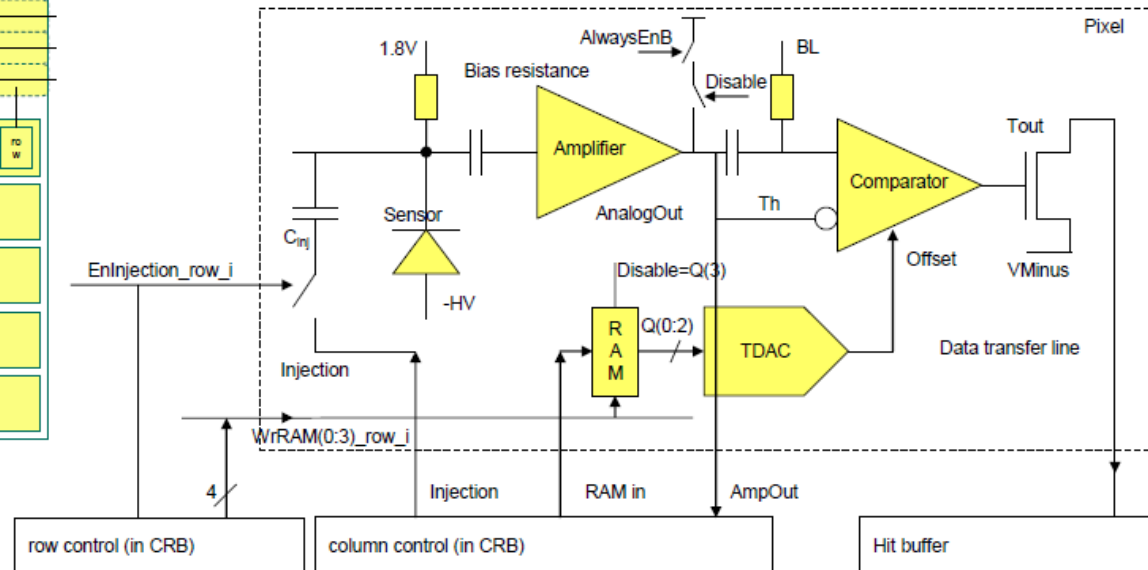 Pixel
AlwaysEnB
1.8V
BL
Bias resistance
Disable
ro
w
Tout
Amplifier
Comparator
Sensor
AnalogOut
Th
Cinj
EnInjection_row_i
Disable=Q(3)
Offset
VMinus
-HV
R
A
M
Q(0:2)
TDAC
Data transfer line
Injection
WrRAM(0:3)_row_i
4
Injection
RAM in
AmpOut
row control (in CRB)
column control (in CRB)
Hit buffer